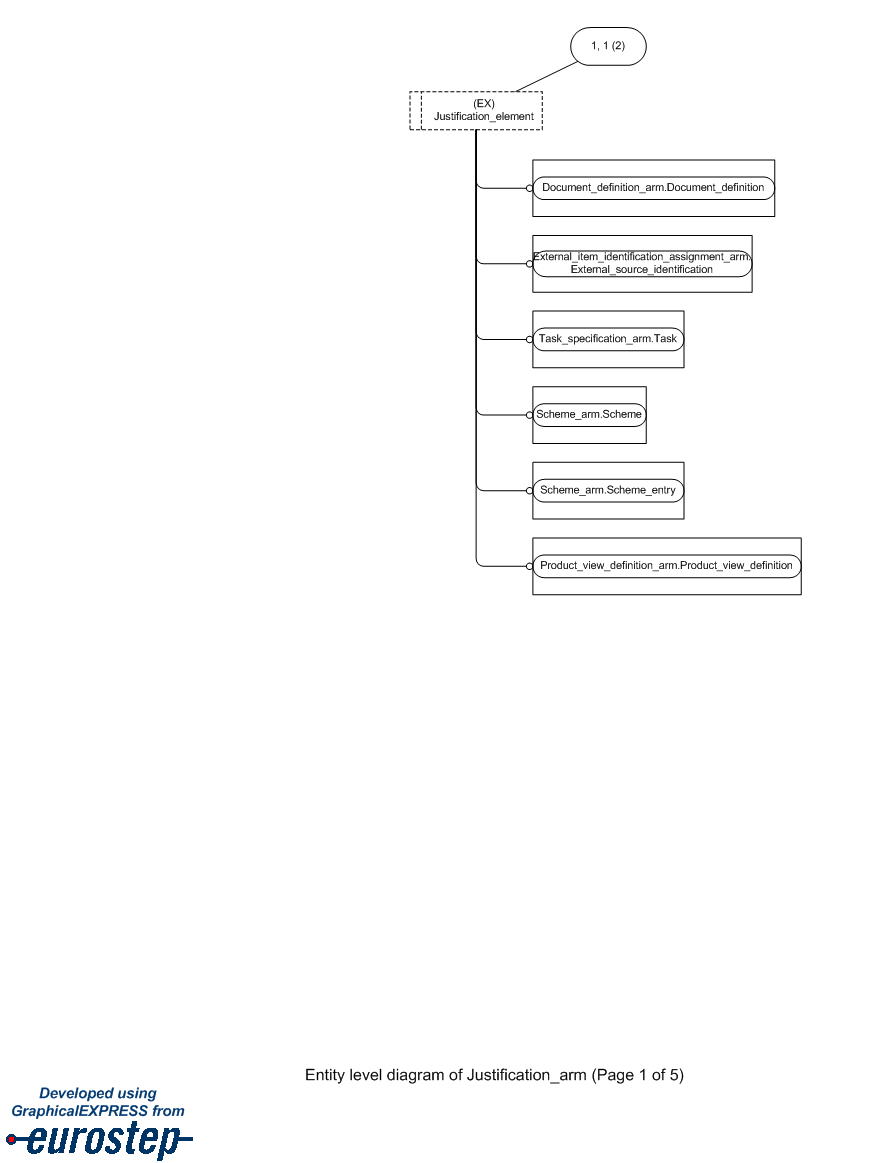 1, 1 (2)
(EX)
Justification_element
Document_definition_arm.Document_definition
External_item_identification_assignment_arm.
External_source_identification
Task_specification_arm.Task
Scheme_arm.Scheme
Scheme_arm.Scheme_entry
Product_view_definition_arm.Product_view_definition
Entity level diagram of Justification_arm (Page 1 of 5)
Developed using
GraphicalEXPRESS from
eurostep